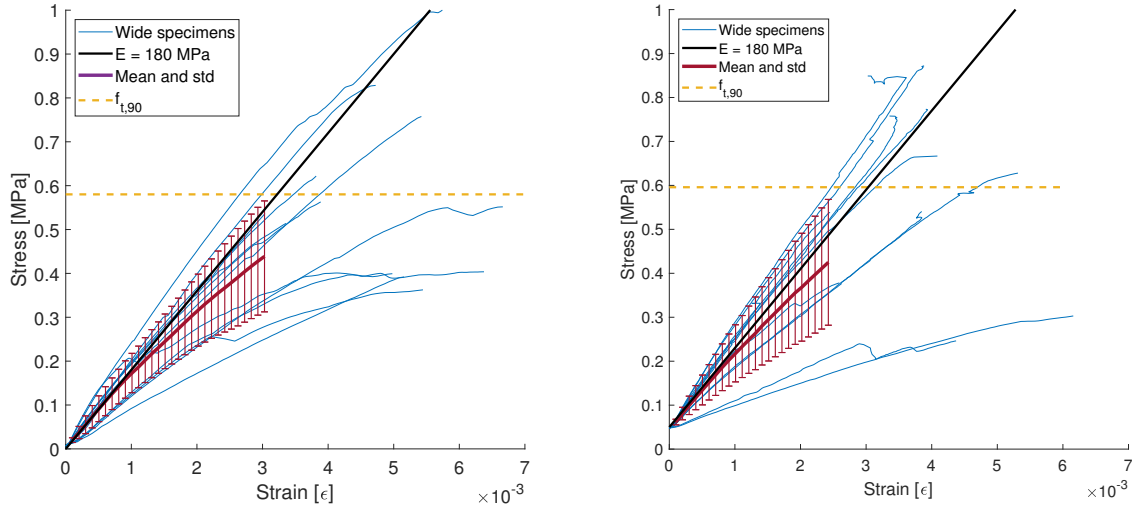 Wide specimens
E = 180 MPa
Mean and std
f_{t,90}
Stress [MPa]
1
0.9
0.8
0.7
0.6
0.5
0.4
0.3
0.2
0.1
0
0 1 2 3 4 5 6 7
Strain [ϵ]
×10⁻³
Wide specimens
E = 180 MPa
Mean and std
f_{t,90}
Stress [MPa]
1
0.9
0.8
0.7
0.6
0.5
0.4
0.3
0.2
0.1
0
0 1 2 3 4 5 6 7
Strain [ϵ]
×10⁻³